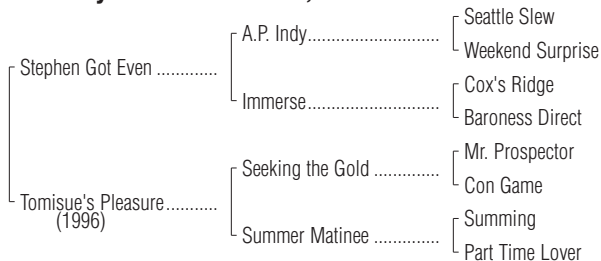 Seattle Slew
A.P. Indy........................
Weekend Surprise
Stephen Got Even ............
Cox's Ridge
Immerse........................
Baroness Direct
Mr. Prospector
Seeking the Gold ............
Con Game
Tomisue's Pleasure..........
(1996)
Summing
Summer Matinee ............
Part Time Lover